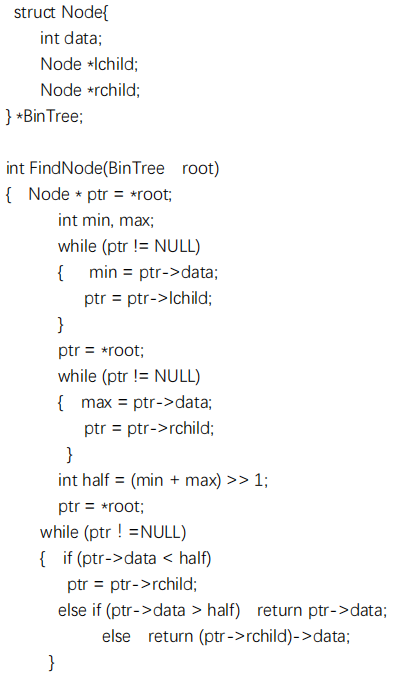 struct Node{
int data;
Node *lchild;
Node *rchild;
} *BinTree;
int FindNode(BinTree root)
{ Node * ptr = *root;
int min, max;
while (ptr != NULL)
{ min = ptr->data;
ptr = ptr->lchild;
}
ptr = *root;
while (ptr != NULL)
{ max = ptr->data;
ptr = ptr->rchild;
}
int half = (min + max) >> 1;
ptr = *root;
while (ptr！=NULL)
{ if (ptr->data < half)
ptr = ptr->rchild;
else if (ptr->data > half) return ptr->data;
else return (ptr->rchild)->data;
}